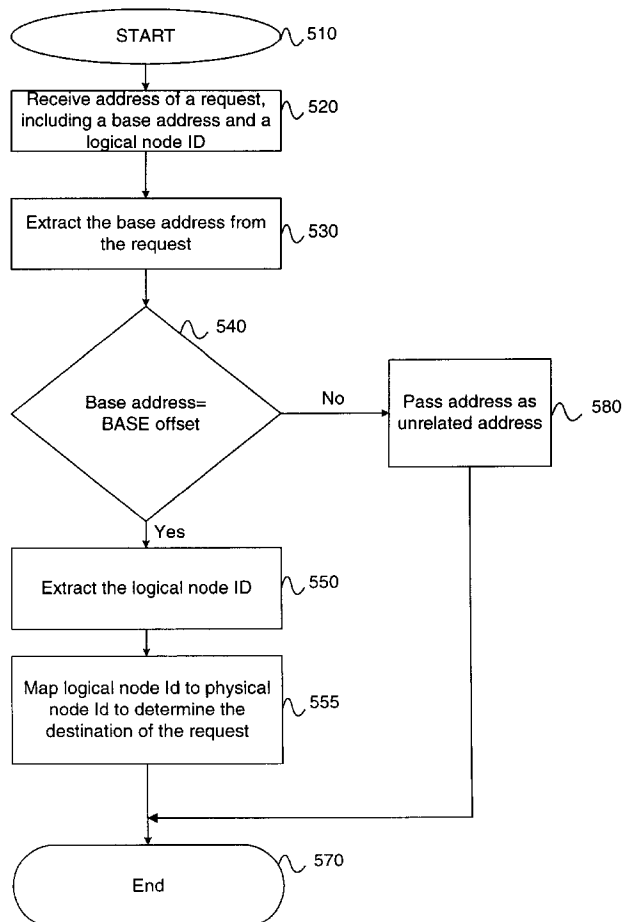 START
510
Receive address of a request,
including a base address and a
logical node ID
520
Extract the base address from
the request
530
540
Base address=
BASE offset
No
Pass address as
unrelated address
580
Yes
Extract the logical node ID
550
Map logical node Id to physical
node Id to determine the
destination of the request
555
570
End